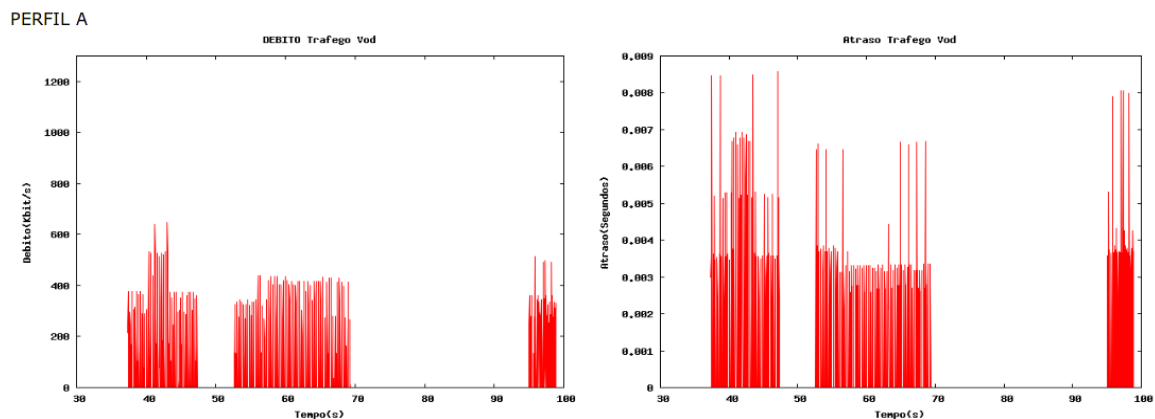 PERFIL A
DEBITO Trafego Vod
1200
1000
800
600
400
200
0
Debito(Kbit/s)
30 40 50 60 70 80 90 100
Tempo(s)
Atraso Trafego Vod
0.009
0.008
0.007
0.006
0.005
0.004
0.003
0.002
0.001
0
Atraso(Segundos)
30 40 50 60 70 80 90 100
Tempo(s)